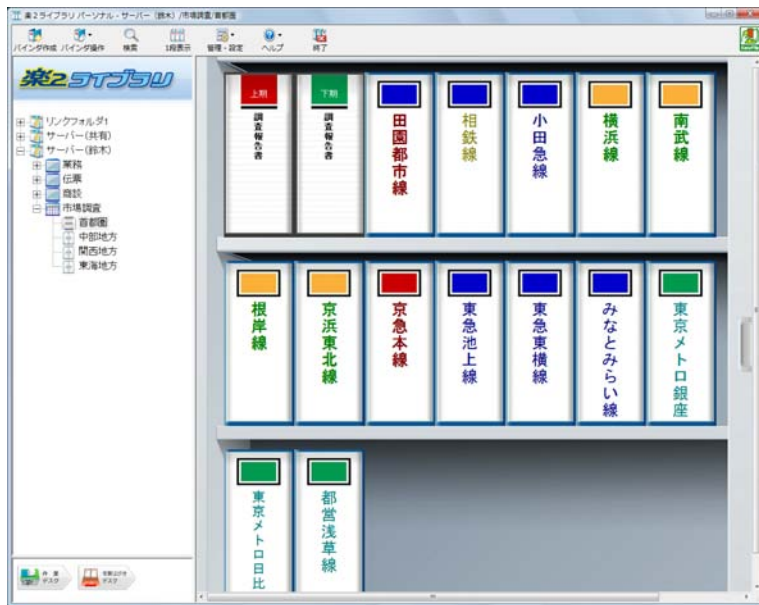 楽2ライブラリ パーソナル - サーバー (鈴木) /市場調査/首都圏
バインダ作成 バインダ操作 検索 1段表示 管理・設定 ヘルプ 終了
楽2ライブラリ
リンクフォルダ1
サーバー(共有)
サーバー(鈴木)
業務
伝票
商談
市場調査
首都圏
中部地方
関西地方
東海地方
上期
調査報告書
下期
調査報告書
田園都市線
相鉄線
小田急線
横浜線
南武線
根岸線
京浜東北線
京急本線
東急池上線
東急東横線
みなとみらい線
東京メトロ銀座
東京メトロ日比
都営浅草線
作業
デスク
デスク